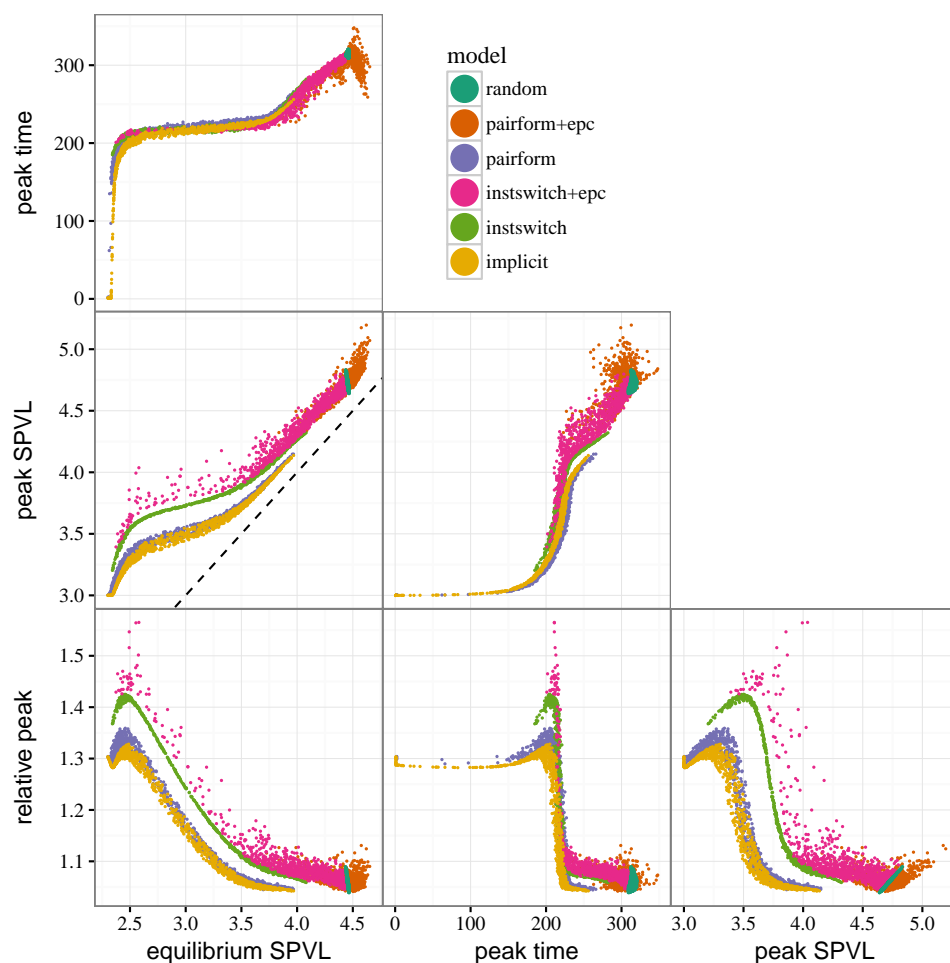 300
200
100
0
peak time
model
random
pairform+epc
pairform
instswitch+epc
instswitch
implicit
5.0
4.5
4.0
3.5
3.0
peak SPVL
1.5
1.4
1.3
1.2
1.1
relative peak
2.5 3.0 3.5 4.0 4.5
0 100 200 300
3.0 3.5 4.0 4.5 5.0
equilibrium SPVL
peak time
peak SPVL